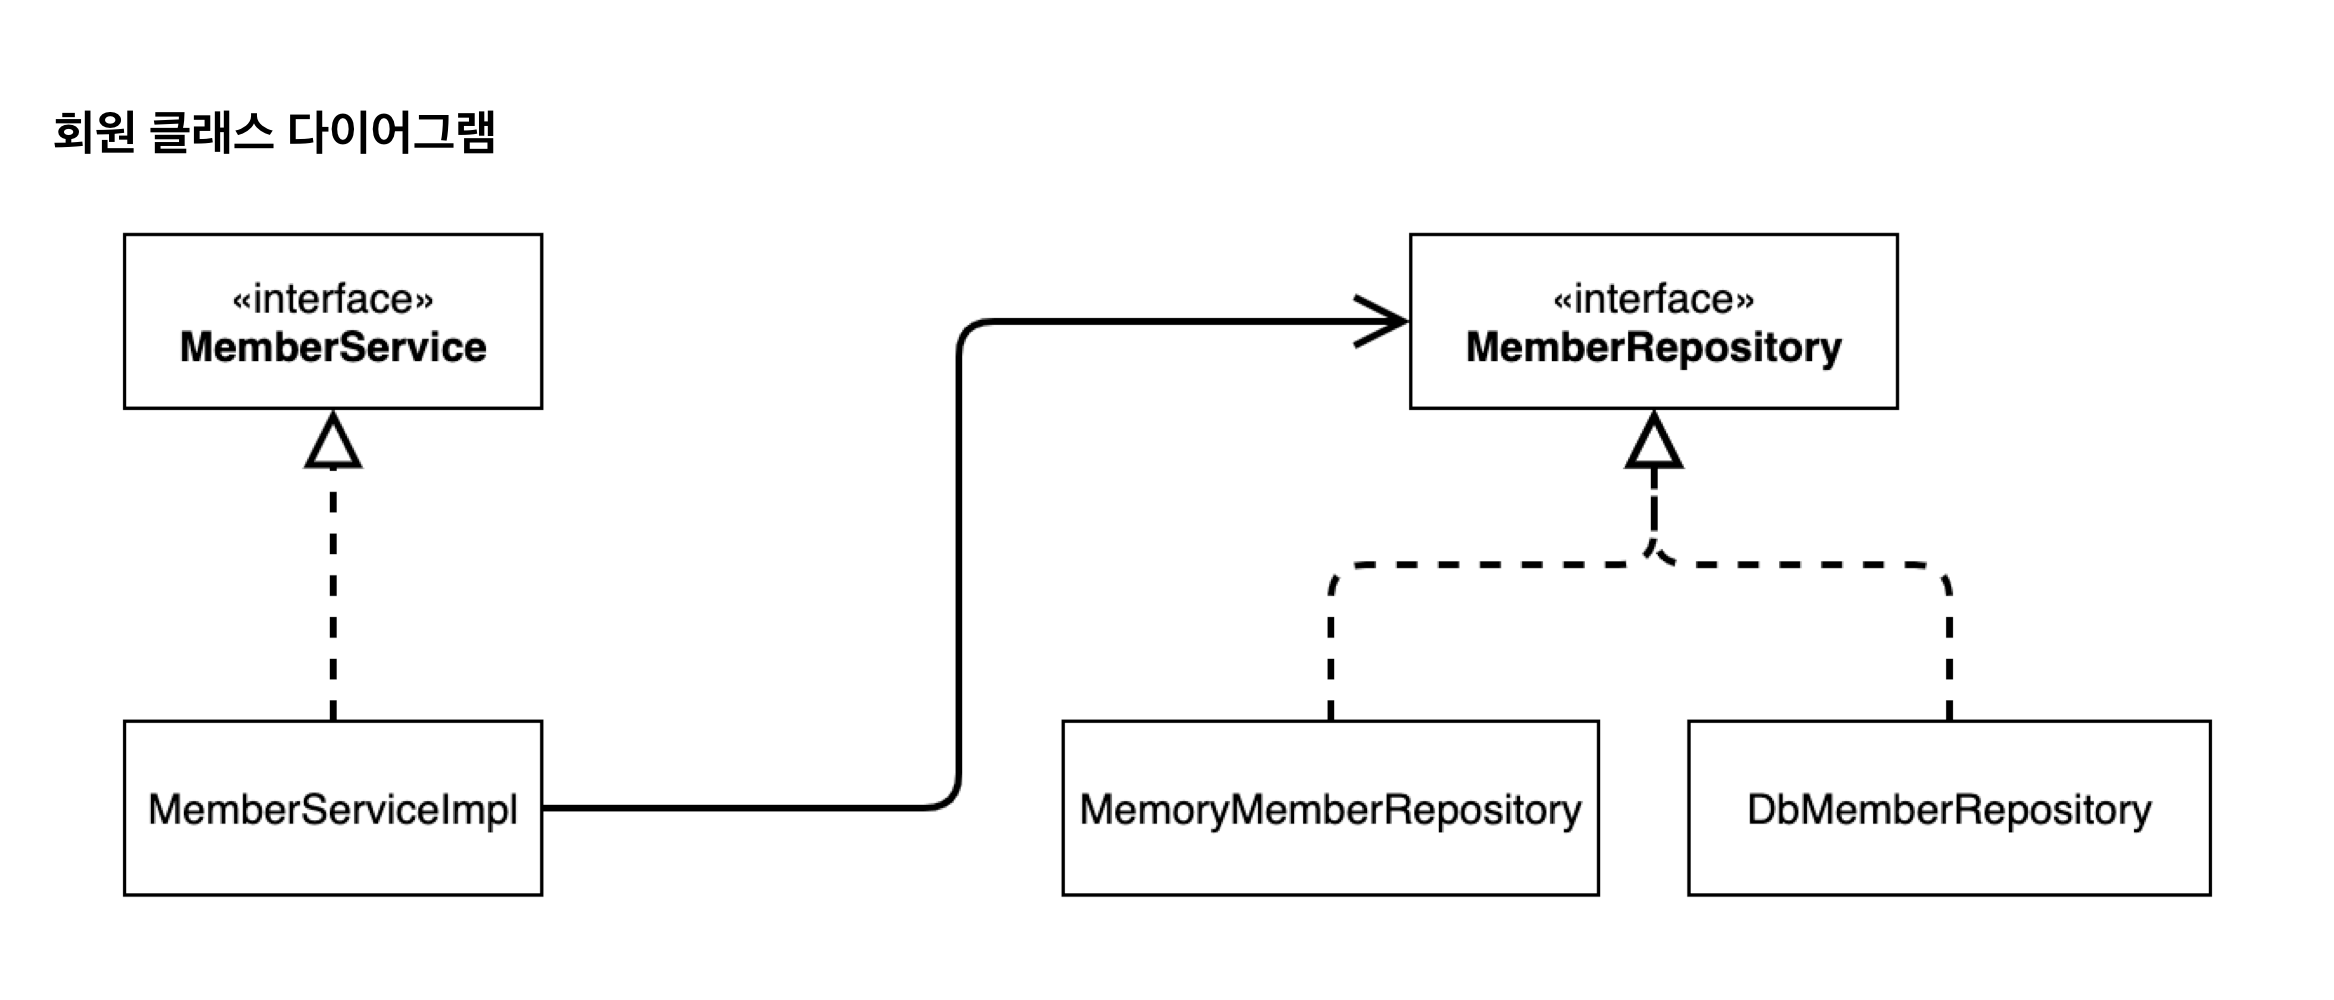 회원 클래스 다이어그램
«interface»
MemberService
«interface»
MemberRepository
MemberServiceImpl
MemoryMemberRepository
DbMemberRepository